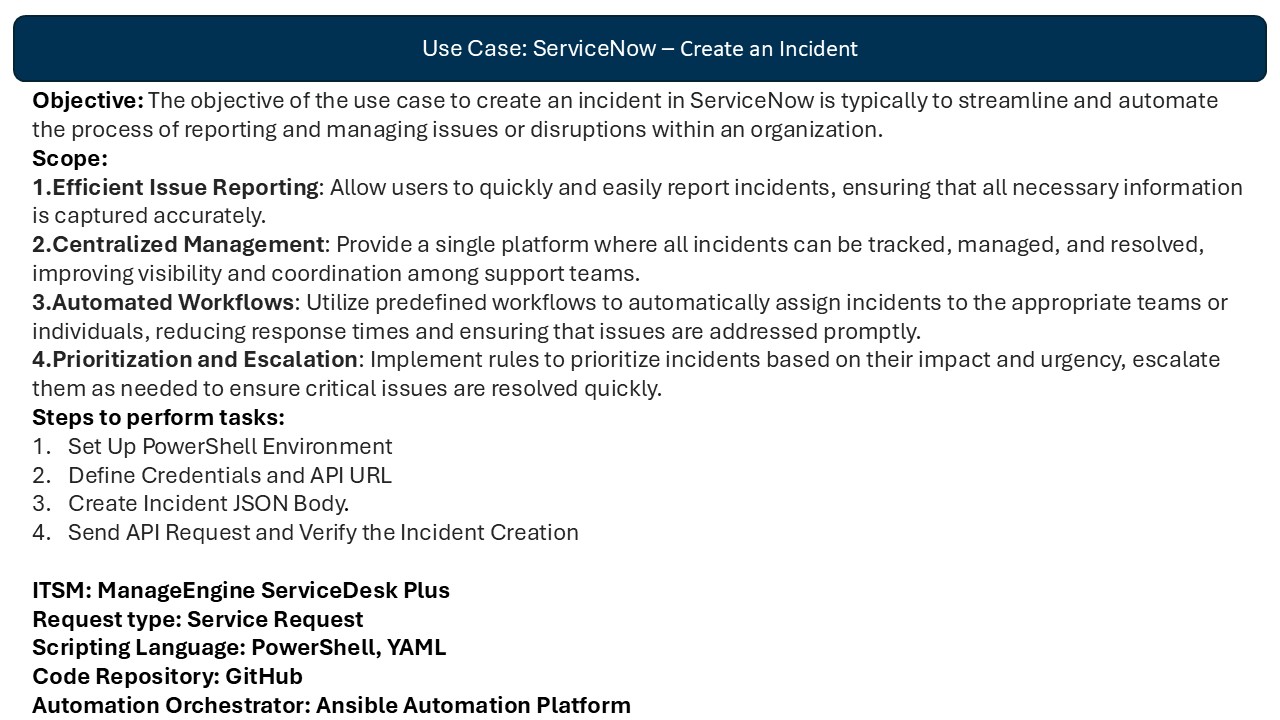 Use Case: ServiceNow – Create an Incident
Objective: The objective of the use case to create an incident in ServiceNow is typically to streamline and automate
the process of reporting and managing issues or disruptions within an organization.
Scope:
1.Efficient Issue Reporting: Allow users to quickly and easily report incidents, ensuring that all necessary information
is captured accurately.
2.Centralized Management: Provide a single platform where all incidents can be tracked, managed, and resolved,
improving visibility and coordination among support teams.
3.Automated Workflows: Utilize predefined workflows to automatically assign incidents to the appropriate teams or
individuals, reducing response times and ensuring that issues are addressed promptly.
4.Prioritization and Escalation: Implement rules to prioritize incidents based on their impact and urgency, escalate
them as needed to ensure critical issues are resolved quickly.
Steps to perform tasks:
1. Set Up PowerShell Environment
2. Define Credentials and API URL
3. Create Incident JSON Body.
4. Send API Request and Verify the Incident Creation
ITSM: ManageEngine ServiceDesk Plus
Request type: Service Request
Scripting Language: PowerShell, YAML
Code Repository: GitHub
Automation Orchestrator: Ansible Automation Platform